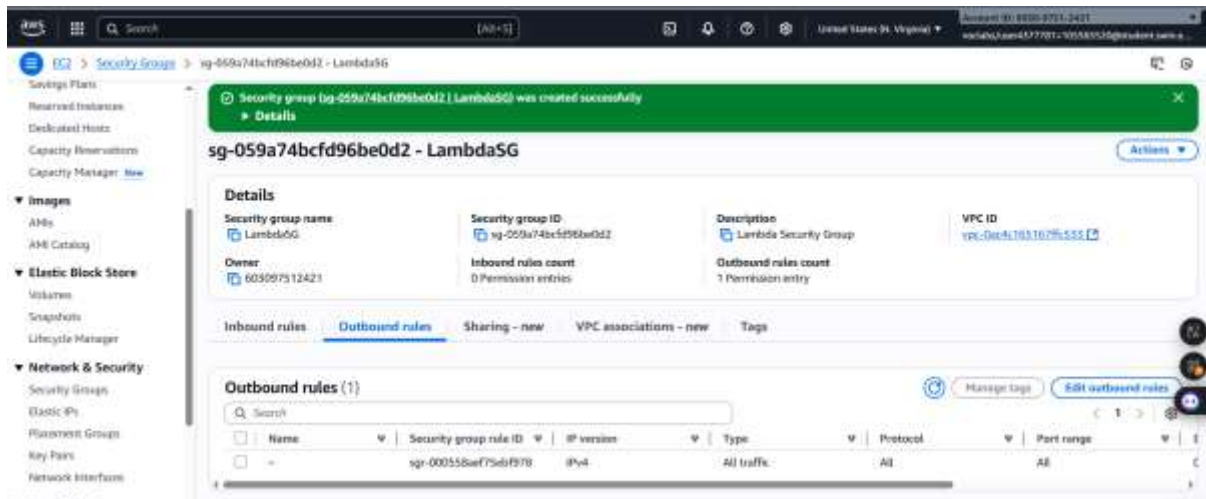 aws
Search
[Alt+S]
United States (N. Virginia)
EC2 > Security Groups > sg-059a74bcfd96be0d2 - LambdaSG
Savings Plans
Reserved Instances
Dedicated Hosts
Capacity Reservations
Capacity Manager New
Images
AMIs
AMI Catalog
Elastic Block Store
Volumes
Snapshots
Lifecycle Manager
Network & Security
Security Groups
Elastic IPs
Placement Groups
Key Pairs
Network Interfaces
Security group (sg-059a74bcfd96be0d2 | LambdaSG) was created successfully
Details
sg-059a74bcfd96be0d2 - LambdaSG
Actions
Details
Security group name
LambdaSG
Security group ID
sg-059a74bcfd96be0d2
Description
Lambda Security Group
VPC ID
Owner
603097512421
Inbound rules count
0 Permission entries
Outbound rules count
1 Permission entry
Inbound rules
Outbound rules
Sharing - new
VPC associations - new
Tags
Outbound rules (1)
Manage tags
Edit outbound rules
Search
1
Name
Security group rule ID
IP version
Type
Protocol
Port range
-
IPv4
All traffic
All
All